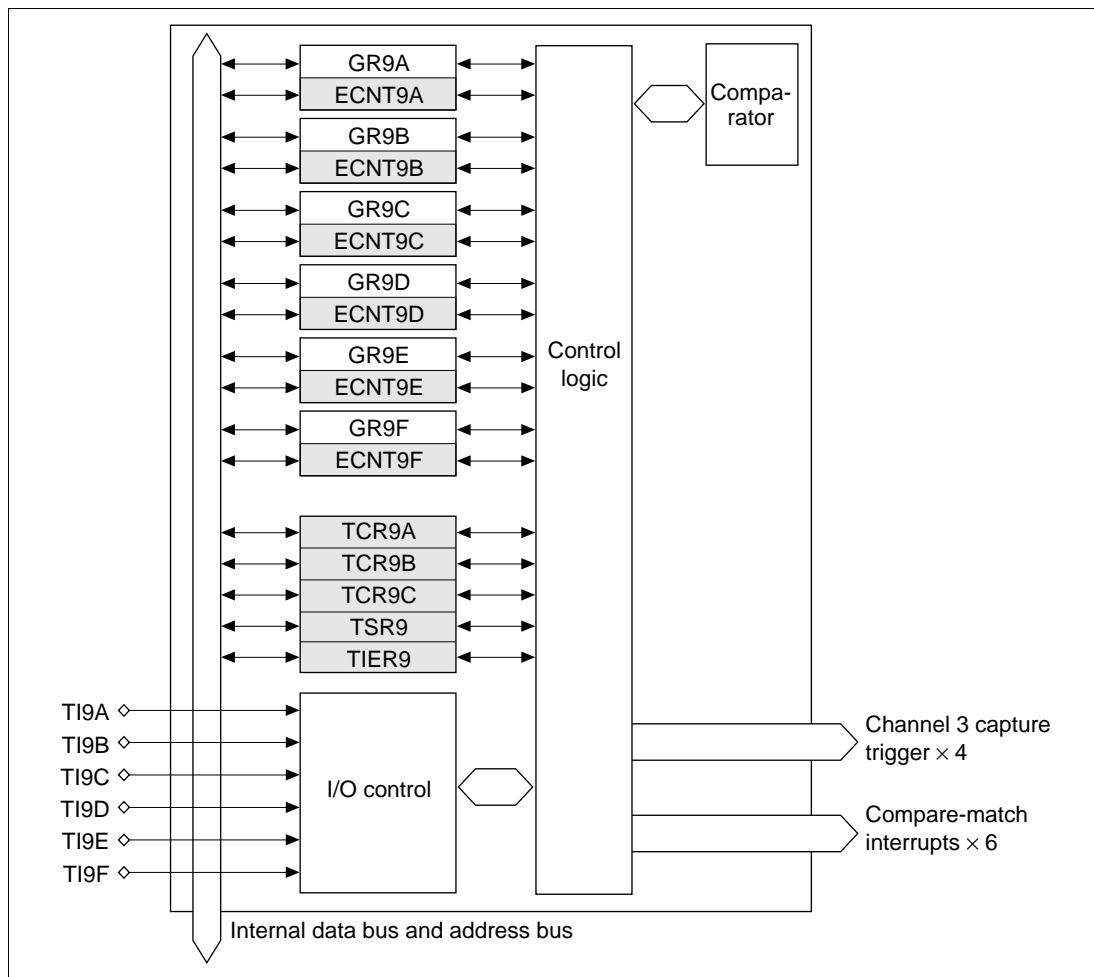 GR9A
ECNT9A
GR9B
ECNT9B
GR9C
ECNT9C
GR9D
ECNT9D
GR9E
ECNT9E
GR9F
ECNT9F
TCR9A
TCR9B
TCR9C
TSR9
TIER9
Control
logic
Compa-
rator
TI9A
TI9B
TI9C
TI9D
TI9E
TI9F
I/O control
Channel 3 capture
trigger × 4
Compare-match
interrupts × 6
Internal data bus and address bus